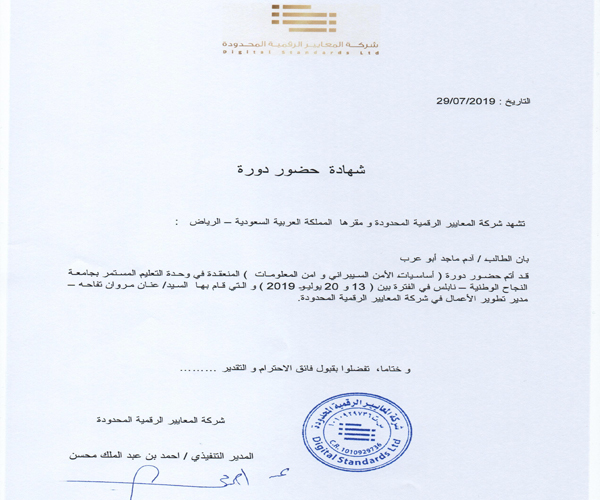 شركة المعايير الرقمية المحدودة
Digital Standards Ltd
التاريخ : 29/07/2019
شهادة حضور دورة
تشهد شركة المعايير الرقمية المحدودة و مقرها المملكة العربية السعودية – الرياض :
بان الطالب / آدم ماجد أبو عرب
قد أتم حضور دورة ( أساسيات الأمن السيبراني و امن المعلومات ) المنعقدة في وحدة التعليم المستمر بجامعة
النجاح الوطنية – نابلس في الفترة بين ( 13 و 20 يوليو 2019 ) و التي قام بها السيد/ عنان مروان تفاحه –
مدير تطوير الأعمال في شركة المعايير الرقمية المحدودة.
و ختاما، تفضلوا بقبول فائق الاحترام و التقدير ………
شركة المعايير الرقمية المحدودة
المدير التنفيذي / احمد بن عبد الملك محسن
شركة المعايير الرقمية المحدودة
س.ت ١٠١٠٩٢٩٧٣٦
C.R. 1010929736
Digital Standards Ltd